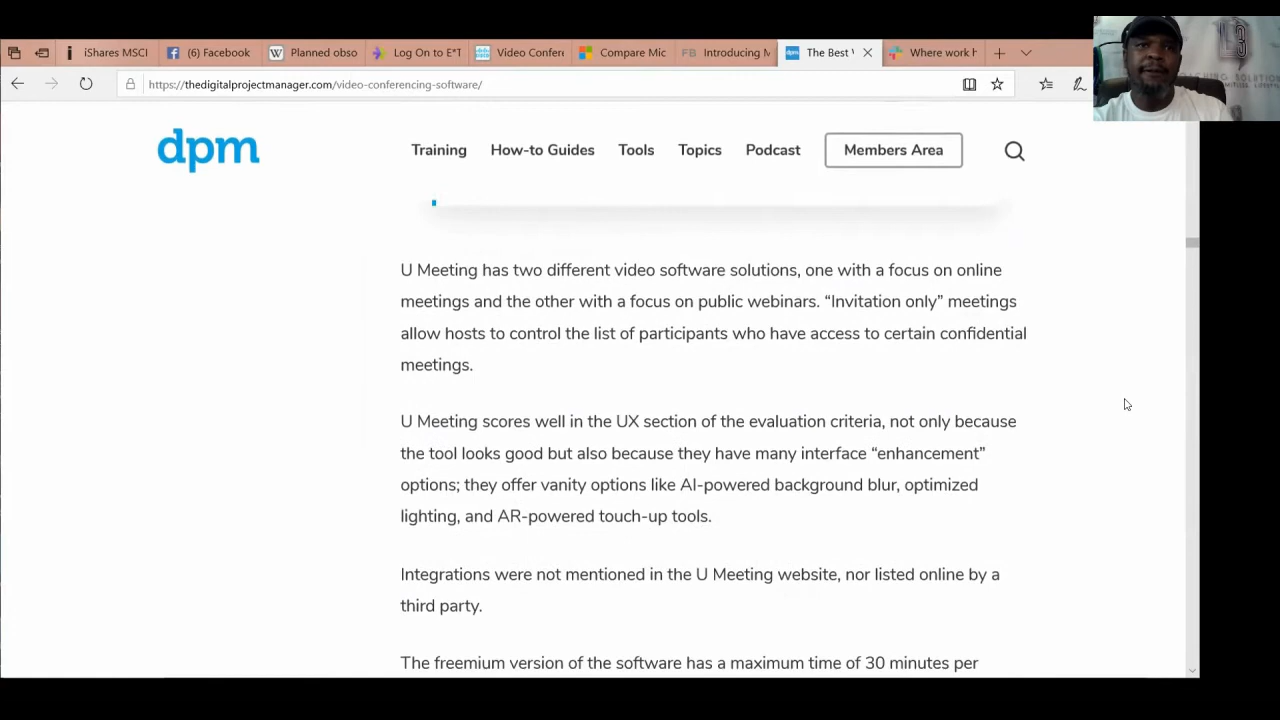 iShares MSCI
(6) Facebook
Planned obso
Log On to E*T
Video Confere
Compare Mic
FB Introducing M
dpm The Best
Where work h
https://thedigitalprojectmanager.com/video-conferencing-software/
dpm
Training
How-to Guides
Tools
Topics
Podcast
Members Area
U Meeting has two different video software solutions, one with a focus on online
meetings and the other with a focus on public webinars. “Invitation only” meetings
allow hosts to control the list of participants who have access to certain confidential
meetings.
U Meeting scores well in the UX section of the evaluation criteria, not only because
the tool looks good but also because they have many interface “enhancement”
options; they offer vanity options like AI-powered background blur, optimized
lighting, and AR-powered touch-up tools.
Integrations were not mentioned in the U Meeting website, nor listed online by a
third party.
The freemium version of the software has a maximum time of 30 minutes per